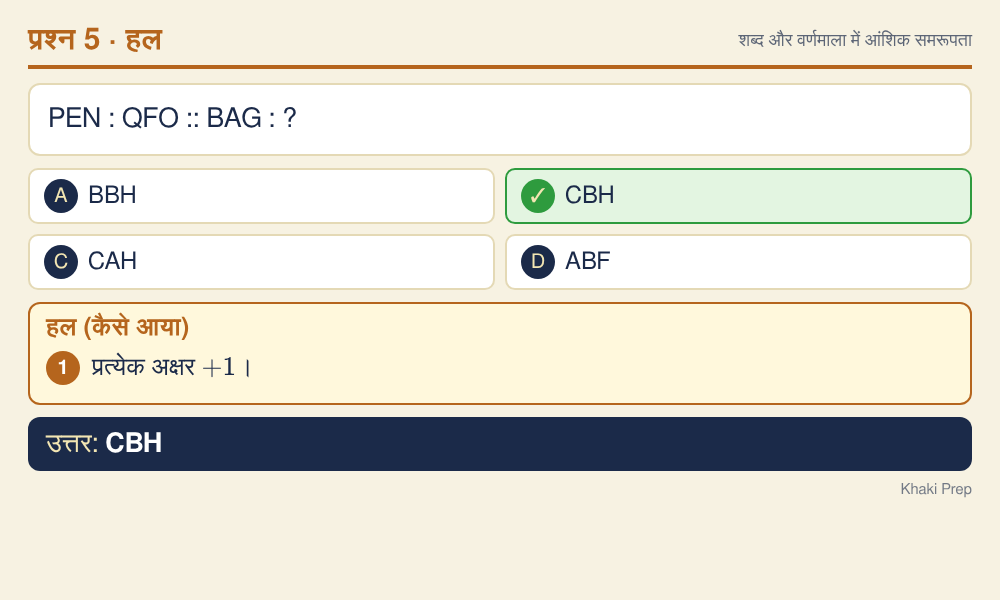 प्रश्न 5 · हल
शब्द और वर्णमाला में आंशिक समरूपता
PEN : QFO :: BAG : ?
A BBH
✓ CBH
C CAH
D ABF
हल (कैसे आया)
1 प्रत्येक अक्षर +1।
उत्तर: CBH
Khaki Prep